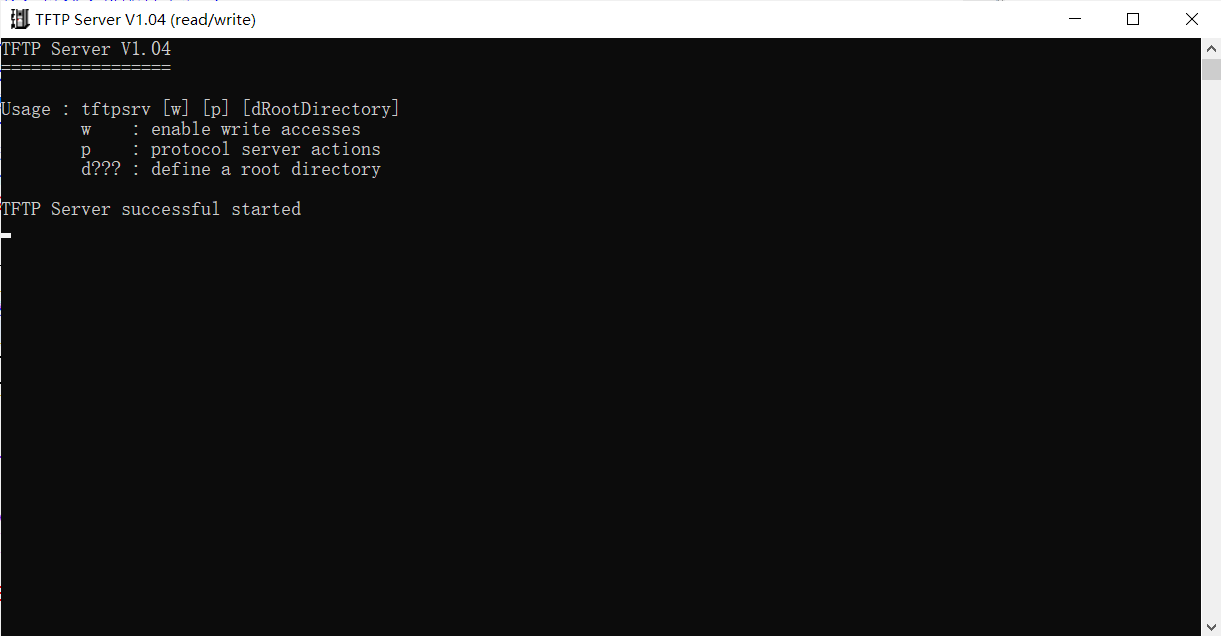 TFTP Server V1.04 (read/write)
TFTP Server V1.04
=================
Usage : tftpsrv [w] [p] [dRootDirectory]
        w    : enable write accesses
        p    : protocol server actions
        d??? : define a root directory
TFTP Server successful started